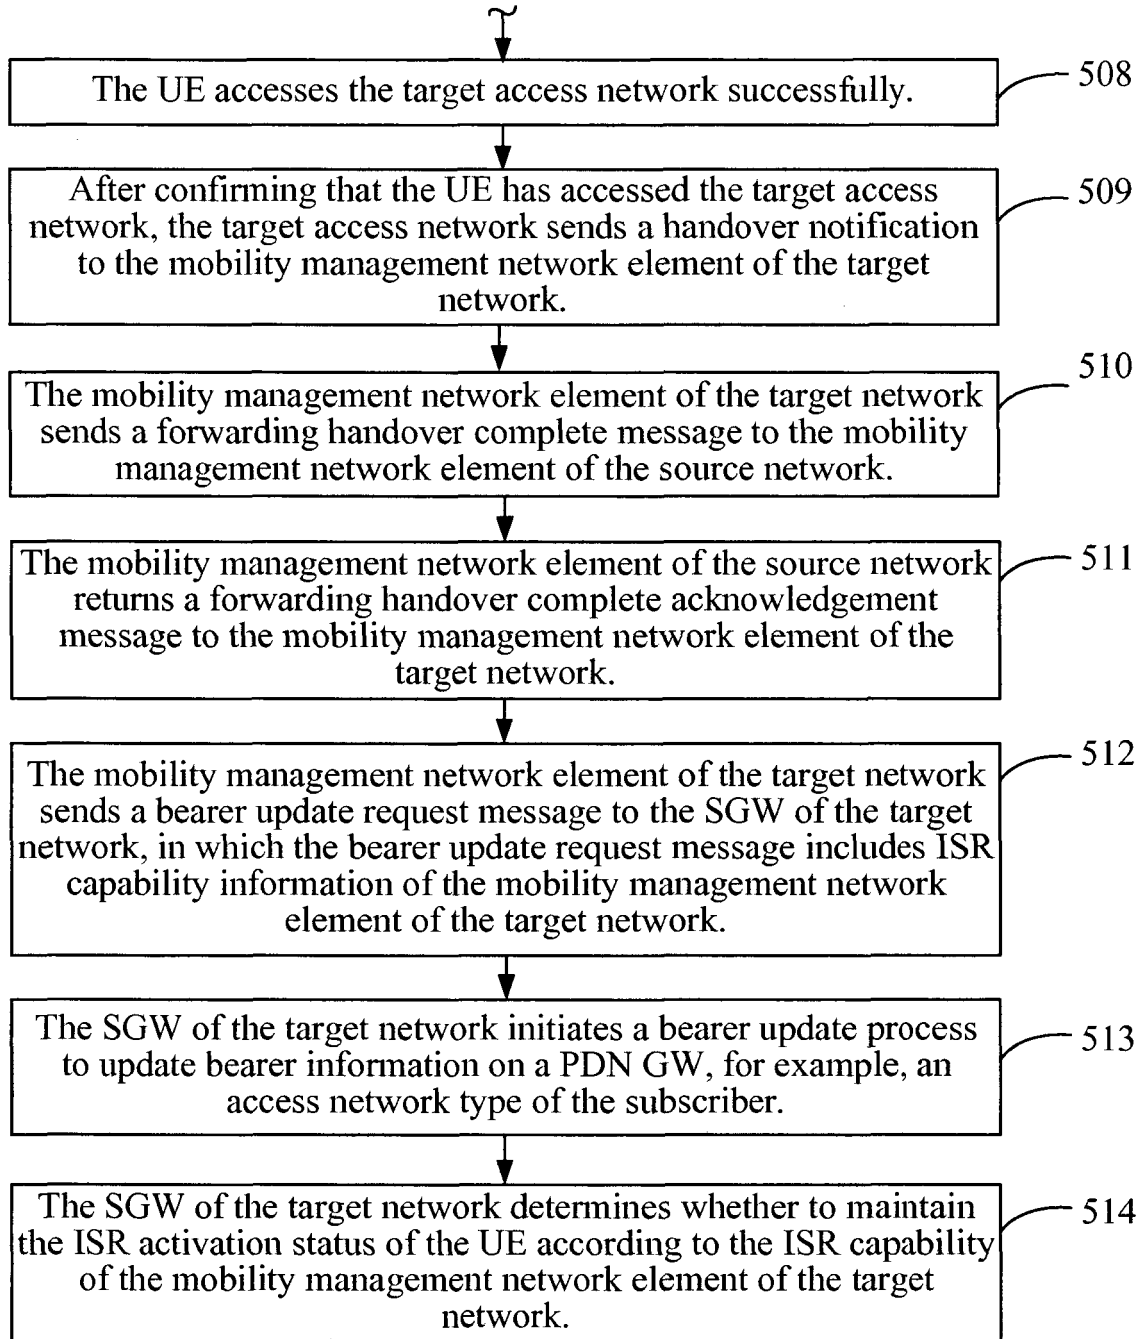 The UE accesses the target access network successfully.
508
After confirming that the UE has accessed the target access
network, the target access network sends a handover notification
to the mobility management network element of the target
network.
509
The mobility management network element of the target network
sends a forwarding handover complete message to the mobility
management network element of the source network.
510
The mobility management network element of the source network
returns a forwarding handover complete acknowledgement
message to the mobility management network element of the
target network.
511
The mobility management network element of the target network
sends a bearer update request message to the SGW of the target
network, in which the bearer update request message includes ISR
capability information of the mobility management network
element of the target network.
512
The SGW of the target network initiates a bearer update process
to update bearer information on a PDN GW, for example, an
access network type of the subscriber.
513
The SGW of the target network determines whether to maintain
the ISR activation status of the UE according to the ISR capability
of the mobility management network element of the target
network.
514